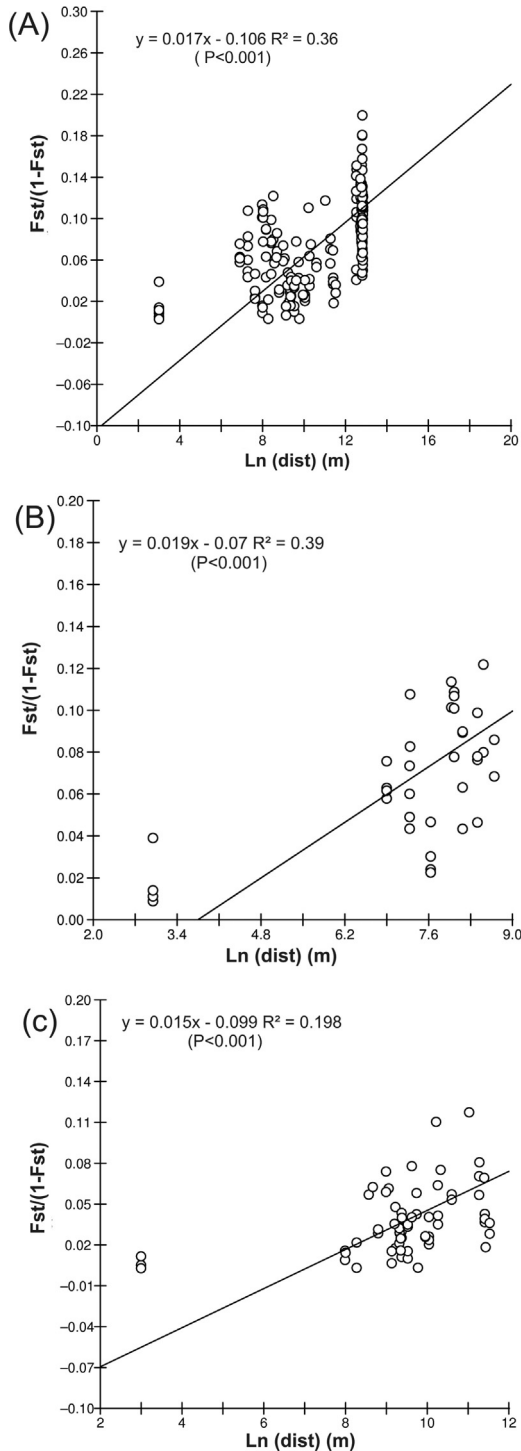 (A)
y = 0.017x - 0.106 R² = 0.36
( P<0.001)
0.30
0.26
0.22
0.18
0.14
0.10
0.06
0.02
−0.02
−0.06
−0.10
Fst/(1-Fst)
0 4 8 12 16 20
Ln (dist) (m)
(B)
y = 0.019x - 0.07 R² = 0.39
(P<0.001)
0.20
0.18
0.16
0.14
0.12
0.10
0.08
0.06
0.04
0.02
0.00
Fst/(1-Fst)
2.0 3.4 4.8 6.2 7.6 9.0
Ln (dist) (m)
(c)
y = 0.015x - 0.099 R² = 0.198
(P<0.001)
0.20
0.17
0.14
0.11
0.08
0.05
0.02
−0.01
−0.04
−0.07
−0.10
Fst/(1-Fst)
2 4 6 8 10 12
Ln (dist) (m)